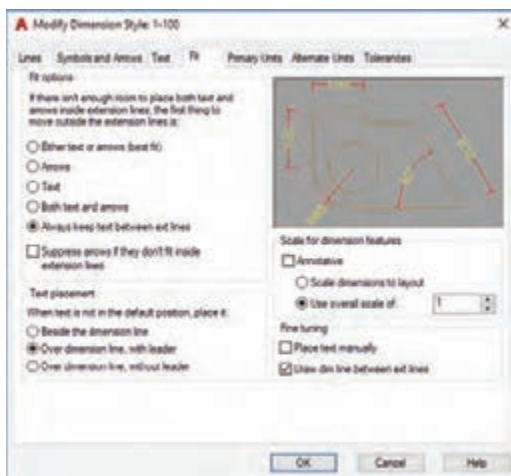 Modify Dimension Style: 1-100
Lines Symbols and Arrows Text Fit Primary Units Alternate Units Tolerances
Fit options
If there isn't enough room to place both text and
arrows inside extension lines, the first thing to
move outside the extension lines is:
Either text or arrows (best fit)
Arrows
Text
Both text and arrows
Always keep text between ext lines
Suppress arrows if they don't fit inside
extension lines
Text placement
When text is not in the default position, place it:
Beside the dimension line
Over dimension line, with leader
Over dimension line, without leader
Scale for dimension features
Annotative
Scale dimensions to layout
Use overall scale of: 1
Fine tuning
Place text manually
Draw dim line between ext lines
OK Cancel Help